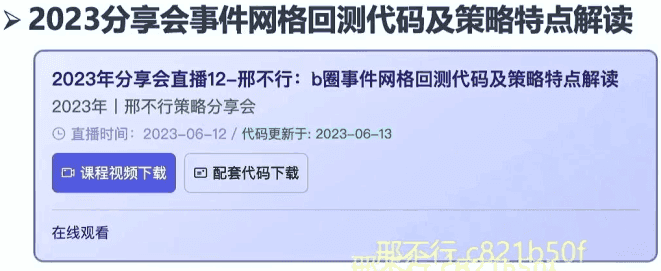 ➢ 2023分享会事件网格回测代码及策略特点解读
2023年分享会直播12-邢不行：b圈事件网格回测代码及策略特点解读
2023年丨邢不行策略分享会
直播时间：2023-06-12 / 代码更新于: 2023-06-13
课程视频下载 配套代码下载
在线观看
邢不行 c821b50f
邢不行 c821b50f